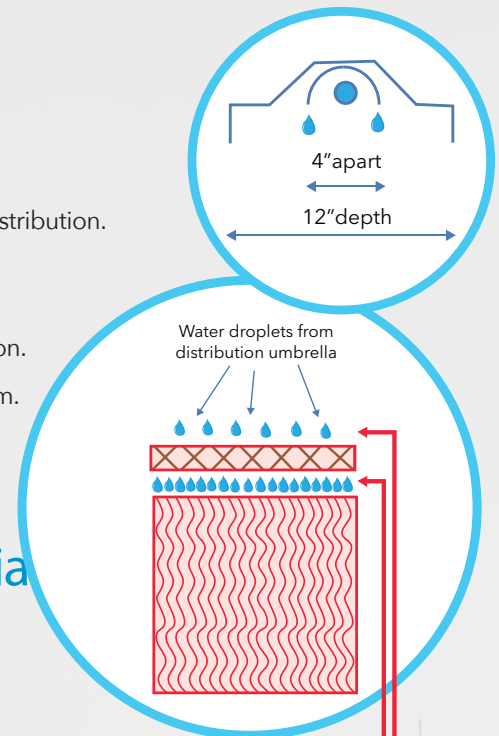 4”apart
12”depth
stribution.
on.
m.
Water droplets from
distribution umbrella
ia